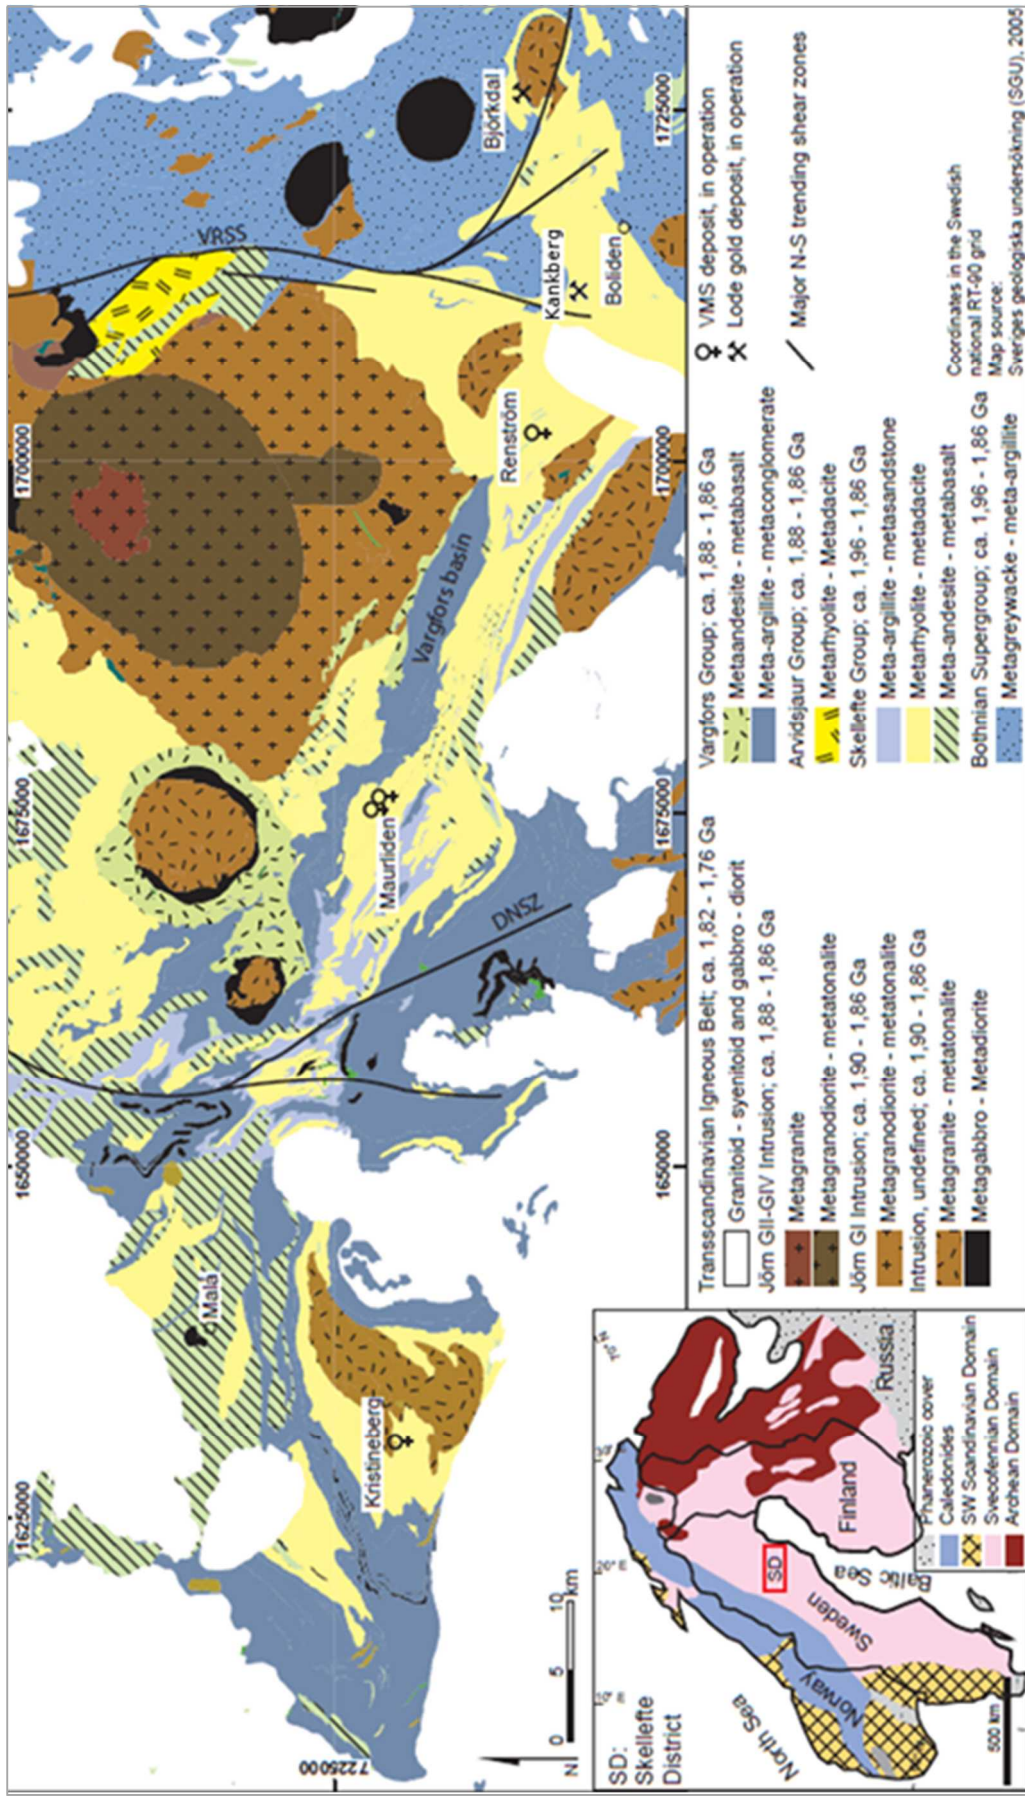 1625000
1650000
1675000
1700000
VRSS
Björkdal
Malå
Kristineberg
Maurliden
Vargfors basin
Renström
Kankberg
Boliden
DNSZ
7225000
1650000
1675000
1700000
1725000
0 5 10
km
N
SD:
Skellefte
District
North Sea
Norway
Sweden
SD
Baltic Sea
Finland
Russia
10° E
20° E
30°
70° N
500 km
Phanerozoic cover
Caledonides
SW Scandinavian Domain
Svecofennian Domain
Archean Domain
Transscandinavian Igneous Belt; ca. 1,82 - 1,76 Ga
Granitoid - syenitoid and gabbro - diorit
Jörn GII-GIV Intrusion; ca. 1,88 - 1,86 Ga
Metagranite
Metagranodiorite - metatonalite
Jörn GI Intrusion; ca. 1,90 - 1,86 Ga
Metagranodiorite - metatonalite
Intrusion, undefined; ca. 1,90 - 1,86 Ga
Metagranite - metatonalite
Metagabbro - Metadiorite
Vargfors Group; ca. 1,88 - 1,86 Ga
Metaandesite - metabasalt
Meta-argillite - metaconglomerate
Arvidsjaur Group; ca. 1,88 - 1,86 Ga
Metarhyolite - Metadacite
Skellefte Group; ca. 1,96 - 1,86 Ga
Meta-argillite - metasandstone
Metarhyolite - metadacite
Meta-andesite - metabasalt
Bothnian Supergroup; ca. 1,96 - 1,86 Ga
Metagreywacke - meta-argillite
VMS deposit, in operation
Lode gold deposit, in operation
Major N-S trending shear zones
Coordinates in the Swedish
national RT-90 grid
Map source:
Sveriges geologiska undersökning (SGU), 2005